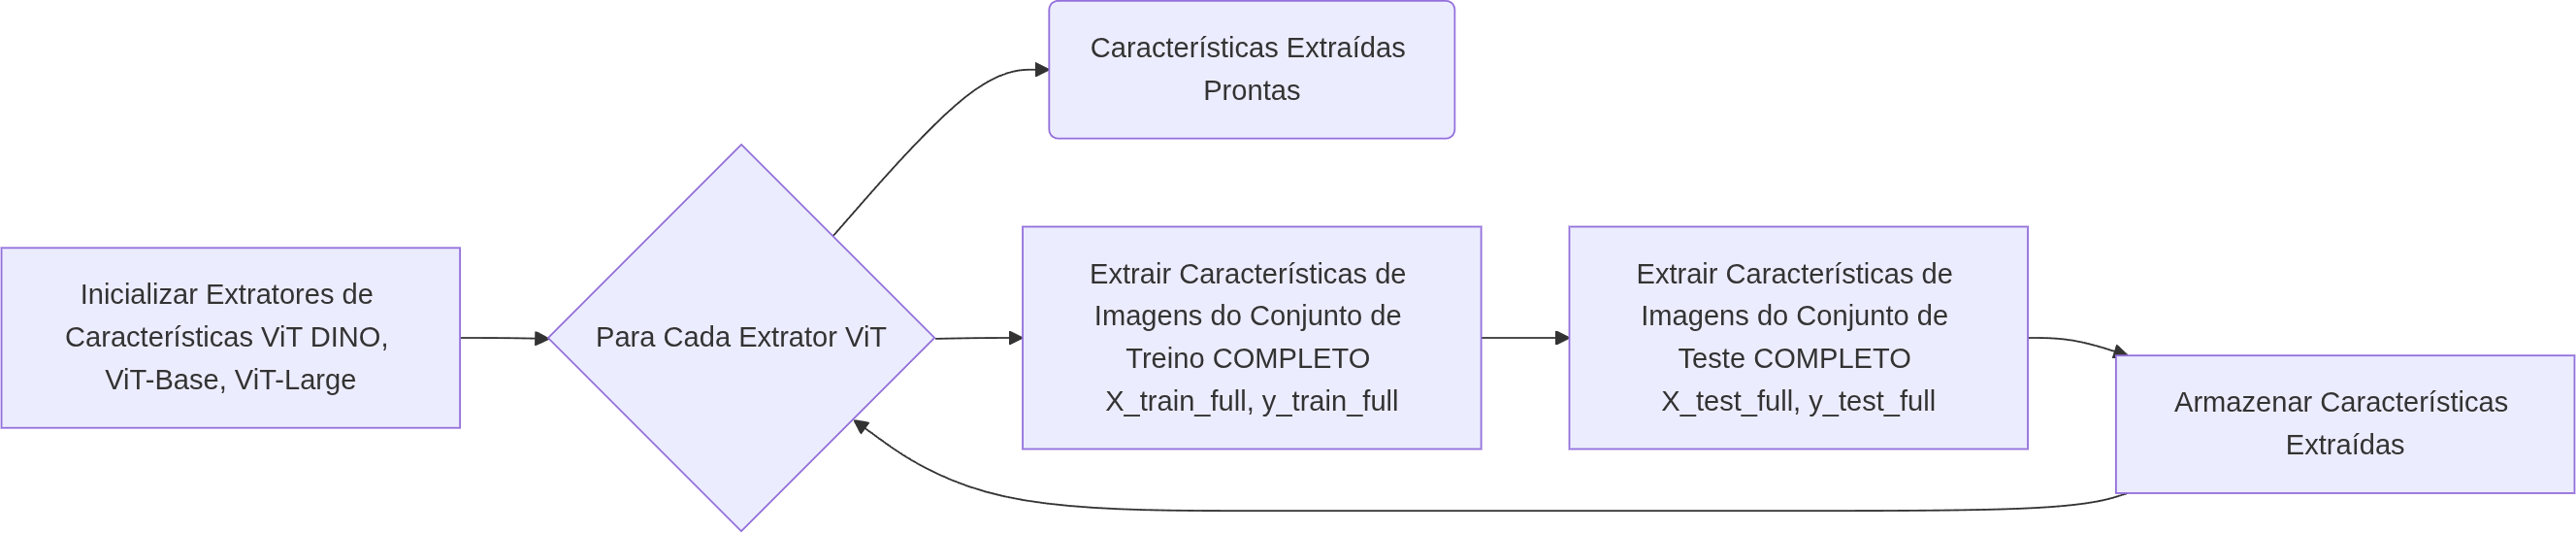 Inicializar Extratores de
Características ViT DINO,
ViT-Base, ViT-Large
Para Cada Extrator ViT
Características Extraídas
Prontas
Extrair Características de
Imagens do Conjunto de
Treino COMPLETO
X_train_full, y_train_full
Extrair Características de
Imagens do Conjunto de
Teste COMPLETO
X_test_full, y_test_full
Armazenar Características
Extraídas